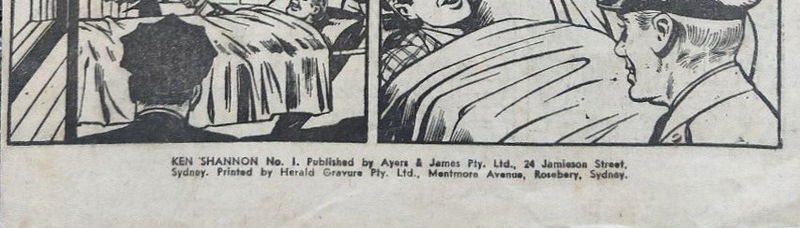 KEN SHANNON No. 1. Published by Ayers & James Pty. Ltd., 24 Jamieson Street,
Sydney. Printed by Herald Gravure Pty. Ltd., Mentmore Avenue, Rosebery, Sydney.